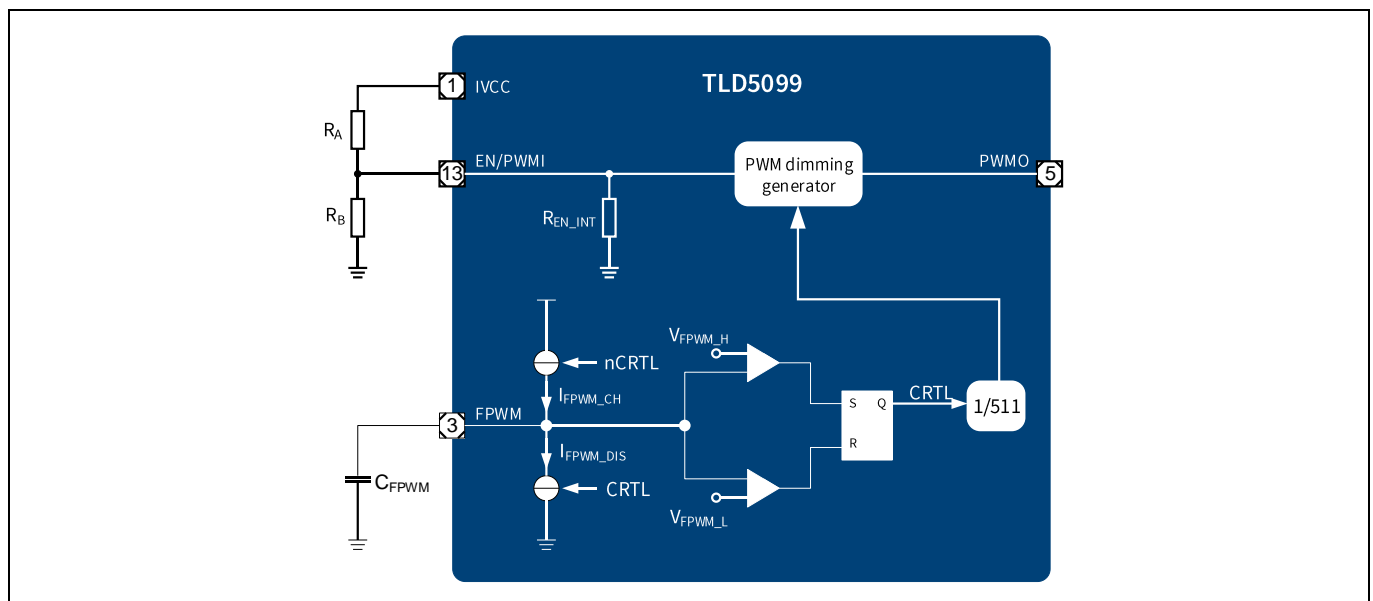 TLD5099
1
IVCC
RA
13
EN/PWMI
PWM dimming
generator
PWMO
5
RB
REN_INT
VFPWM_H
nCRTL
IFPWM_CH
3
FPWM
S
Q
CRTL
1/511
R
IFPWM_DIS
CFPWM
CRTL
VFPWM_L